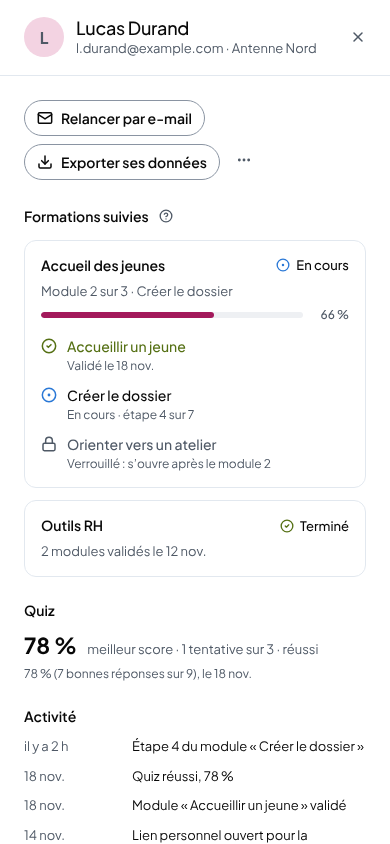 L
Lucas Durand
l.durand@example.com · Antenne Nord
Relancer par e-mail
Exporter ses données
Formations suivies
Accueil des jeunes
En cours
Module 2 sur 3 · Créer le dossier
66 %
Accueillir un jeune
Validé le 18 nov.
Créer le dossier
En cours · étape 4 sur 7
Orienter vers un atelier
Verrouillé : s'ouvre après le module 2
Outils RH
Terminé
2 modules validés le 12 nov.
Quiz
78 % meilleur score · 1 tentative sur 3 · réussi
78 % (7 bonnes réponses sur 9), le 18 nov.
Activité
il y a 2 h Étape 4 du module « Créer le dossier »
18 nov. Quiz réussi, 78 %
18 nov. Module « Accueillir un jeune » validé
14 nov. Lien personnel ouvert pour la